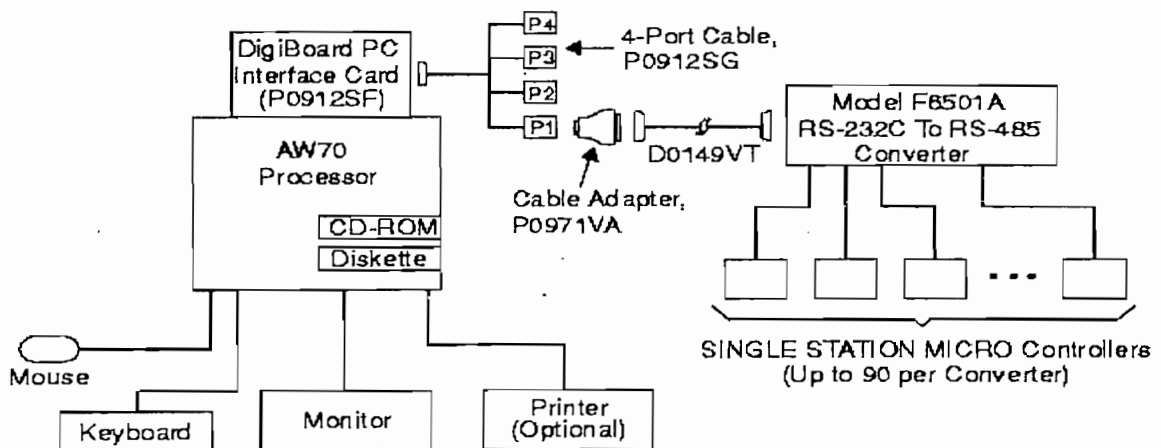 DigiBoard PC
Interface Card
(P0912SF)
P4
P3
P2
P1
4-Port Cable,
P0912SG
AW70
Processor
CD-ROM
Diskette
Cable Adapter,
P0971VA
D0149VT
Model F6501A
RS-232C To RS-485
Converter
SINGLE STATION MICRO Controllers
(Up to 90 per Converter)
Mouse
Keyboard
Monitor
Printer
(Optional)